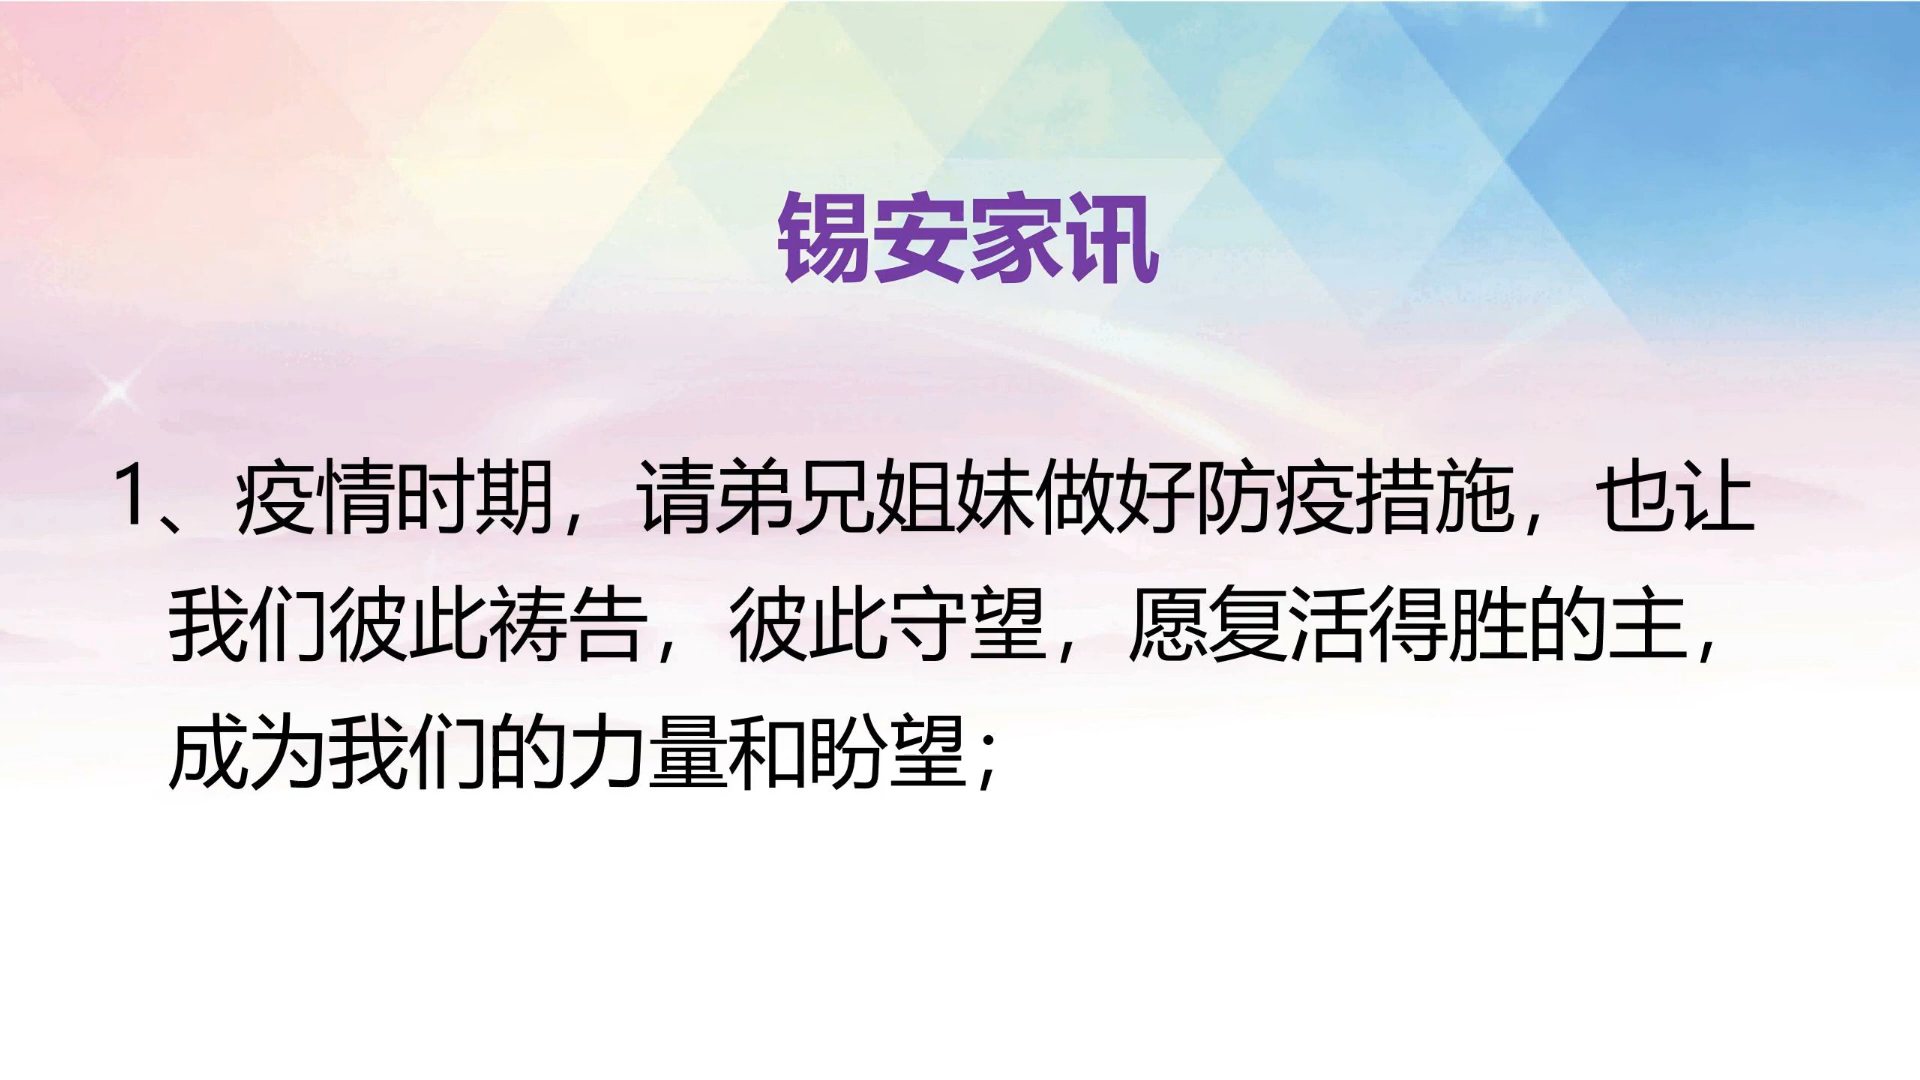 锡安家讯
1、疫情时期，请弟兄姐妹做好防疫措施，也让
我们彼此祷告，彼此守望，愿复活得胜的主，
成为我们的力量和盼望；